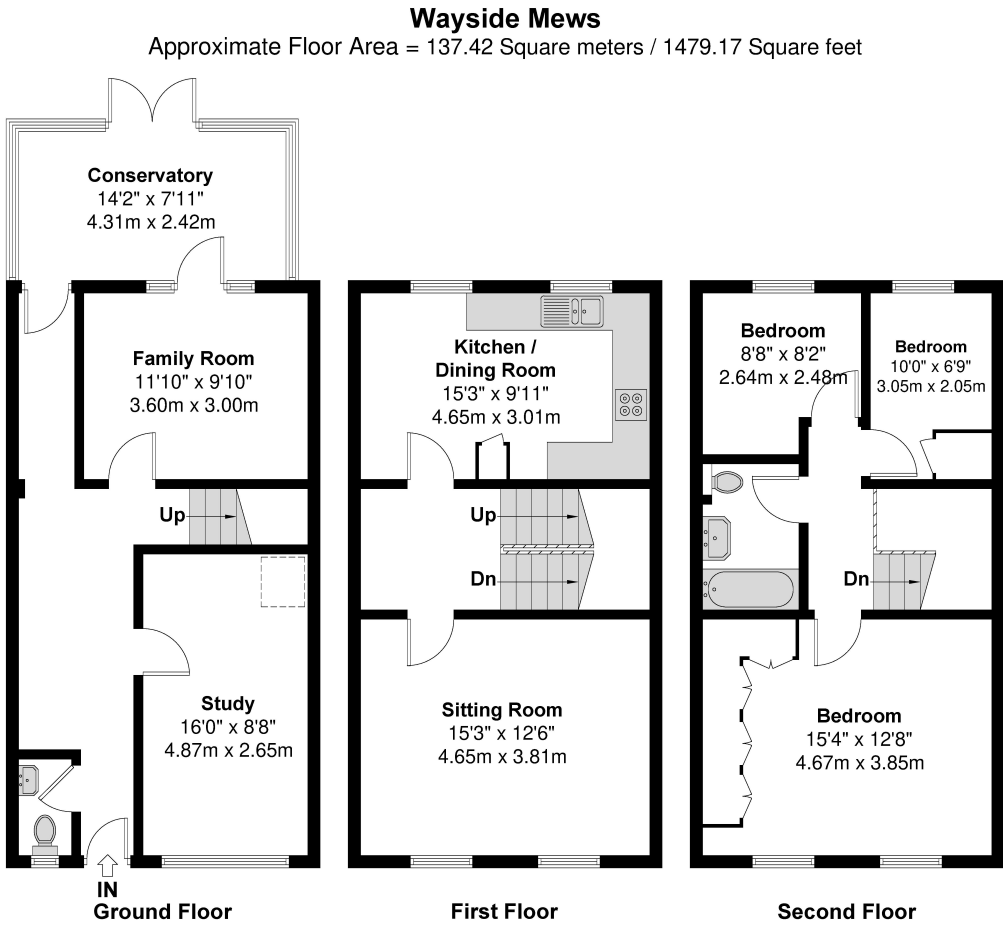 Wayside Mews
Approximate Floor Area = 137.42 Square meters / 1479.17 Square feet
Conservatory
14'2" x 7'11"
4.31m x 2.42m
Family Room
11'10" x 9'10"
3.60m x 3.00m
Up
Study
16'0" x 8'8"
4.87m x 2.65m
IN
Ground Floor
Kitchen /
Dining Room
15'3" x 9'11"
4.65m x 3.01m
Up
Dn
Sitting Room
15'3" x 12'6"
4.65m x 3.81m
First Floor
Bedroom
8'8" x 8'2"
2.64m x 2.48m
Bedroom
10'0" x 6'9"
3.05m x 2.05m
Dn
Bedroom
15'4" x 12'8"
4.67m x 3.85m
Second Floor